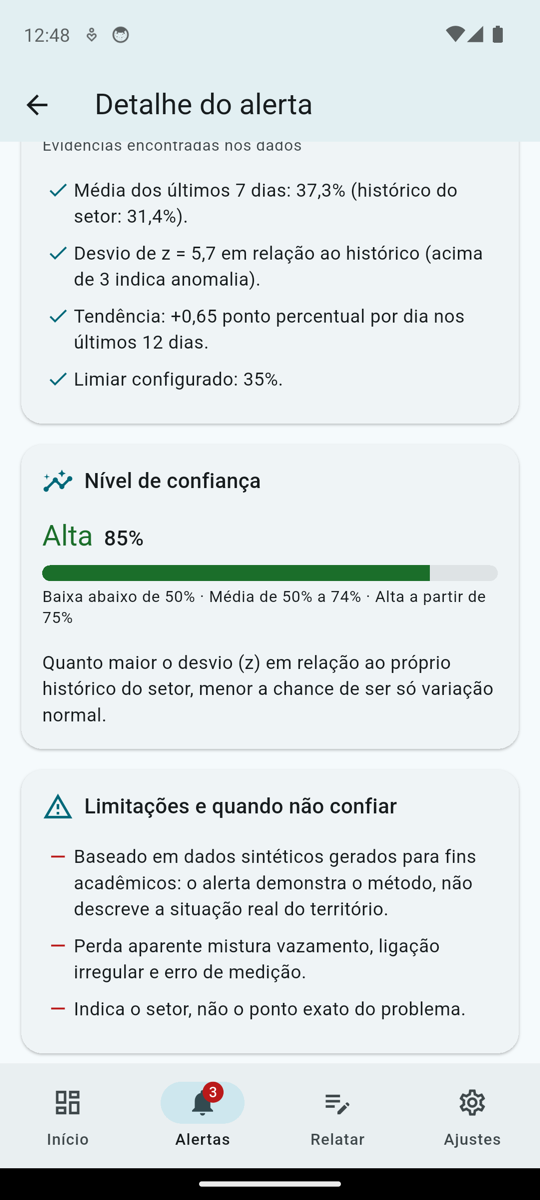 12:48
Detalhe do alerta
Evidências encontradas nos dados
Média dos últimos 7 dias: 37,3% (histórico do
setor: 31,4%).
Desvio de z = 5,7 em relação ao histórico (acima
de 3 indica anomalia).
Tendência: +0,65 ponto percentual por dia nos
últimos 12 dias.
Limiar configurado: 35%.
Nível de confiança
Alta 85%
Baixa abaixo de 50% · Média de 50% a 74% · Alta a partir de
75%
Quanto maior o desvio (z) em relação ao próprio
histórico do setor, menor a chance de ser só variação
normal.
Limitações e quando não confiar
Baseado em dados sintéticos gerados para fins
acadêmicos: o alerta demonstra o método, não
descreve a situação real do território.
Perda aparente mistura vazamento, ligação
irregular e erro de medição.
Indica o setor, não o ponto exato do problema.
3
Início Alertas Relatar Ajustes